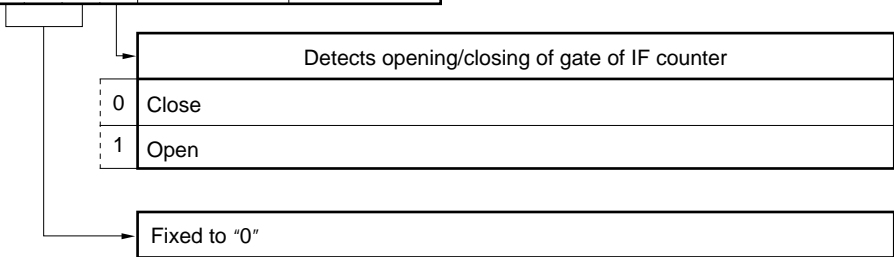 Detects opening/closing of gate of IF counter
0 Close
1 Open
Fixed to “0”